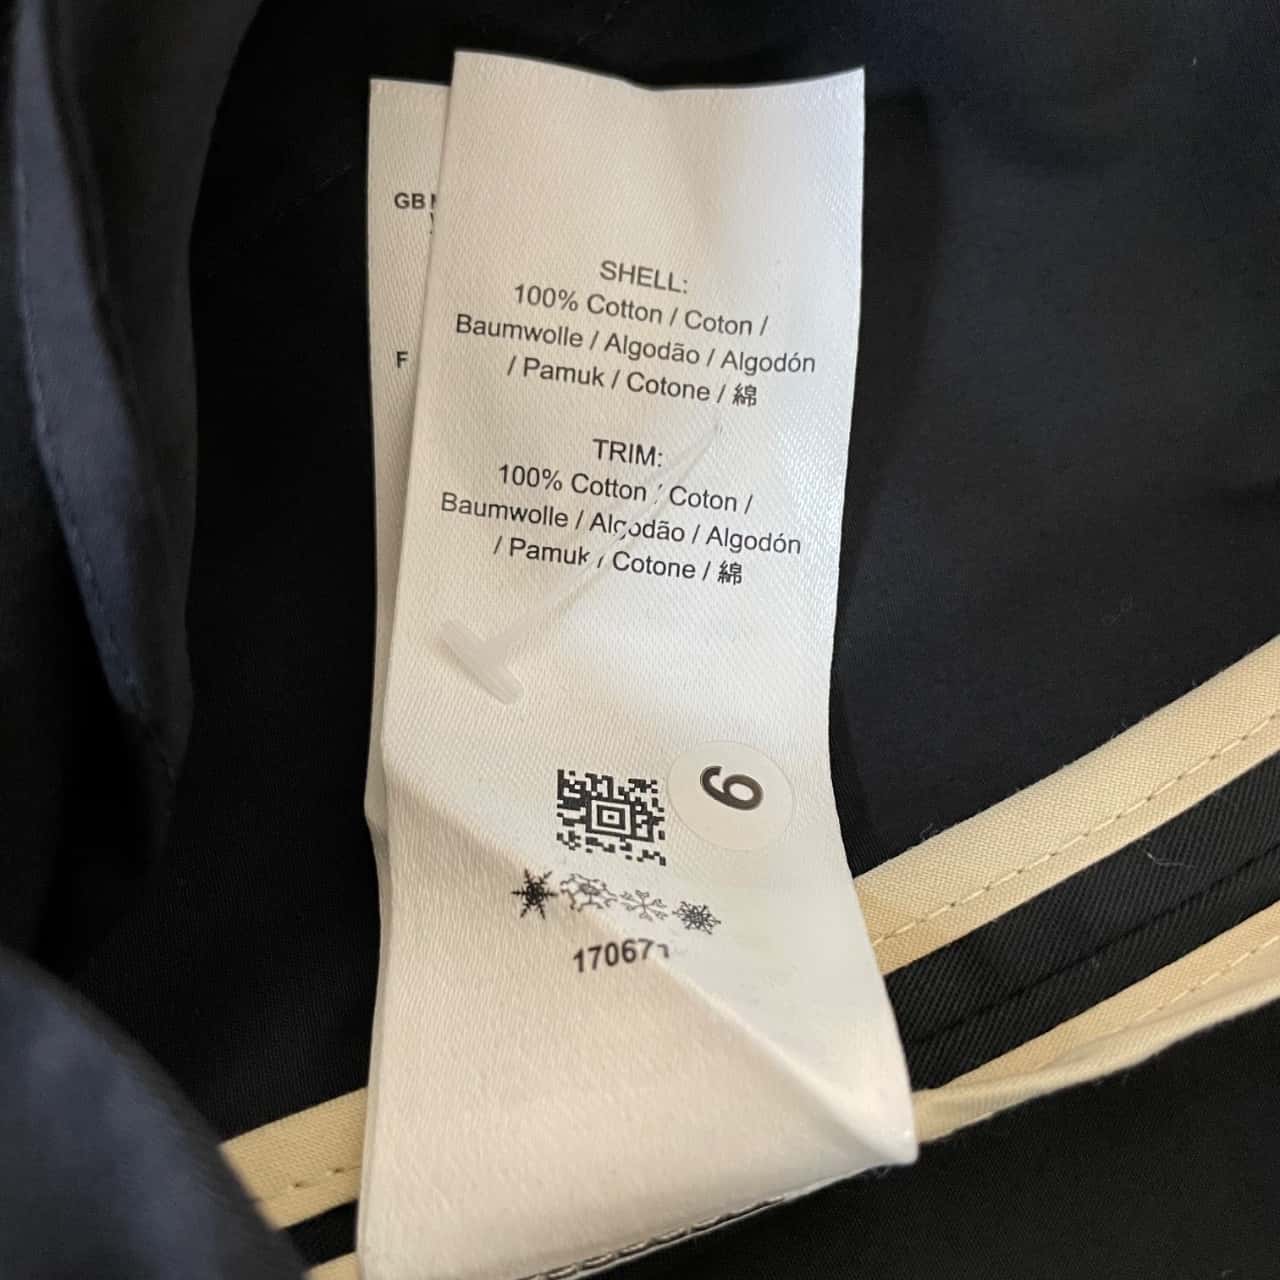 GB
F
SHELL:
100% Cotton / Coton /
Baumwolle / Algodão / Algodón
/ Pamuk / Cotone / 綿
TRIM:
100% Cotton / Coton /
Baumwolle / Algodão / Algodón
/ Pamuk / Cotone / 綿
9